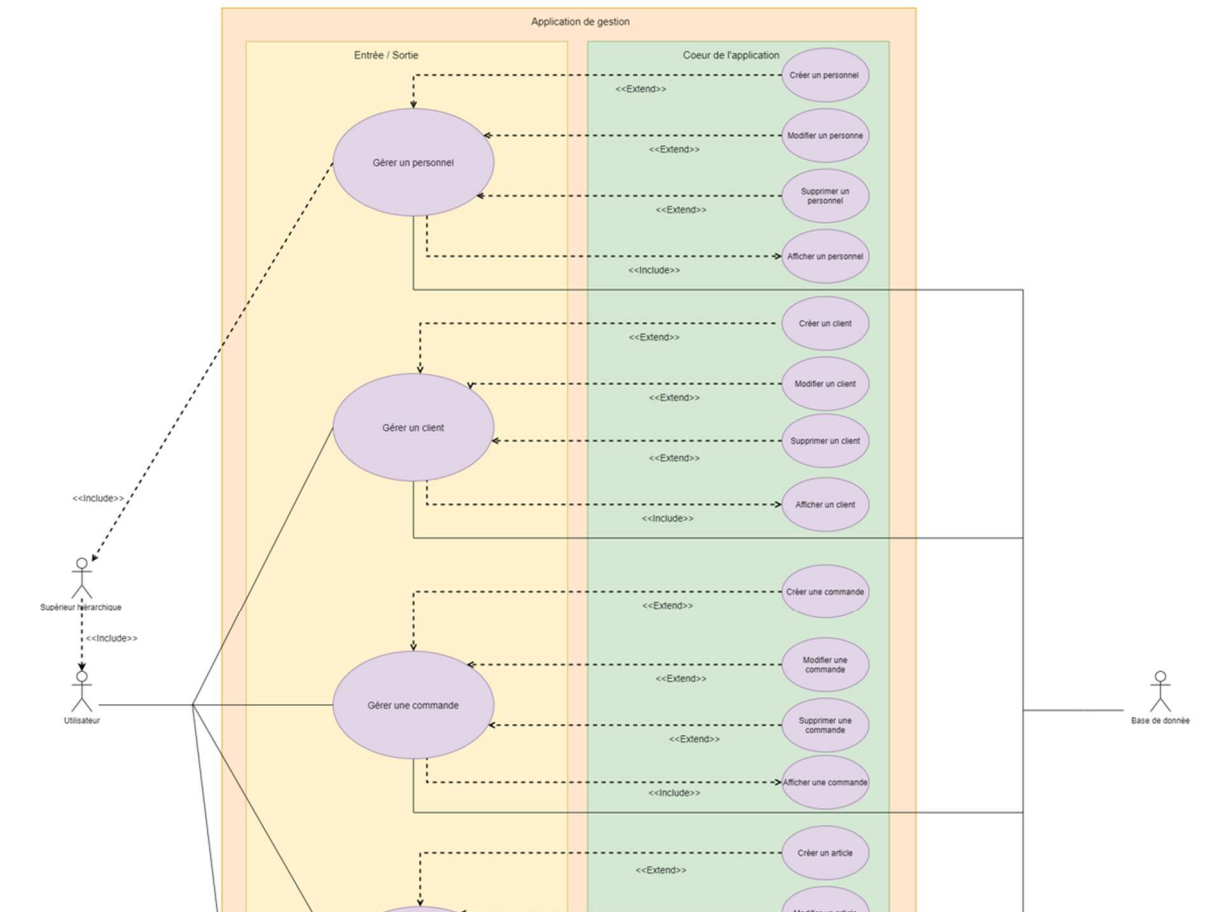 Application de gestion
Entrée / Sortie
Coeur de l'application
Créer un personnel
<<Extend>>
Modifier un personne
<<Extend>>
Gérer un personnel
Supprimer un
personnel
<<Extend>>
Afficher un personnel
<<Include>>
Créer un client
<<Extend>>
Modifier un client
<<Extend>>
Gérer un client
Supprimer un client
<<Extend>>
<<Include>>
Afficher un client
<<Include>>
Supérieur hiérarchique
<<Include>>
Utilisateur
Créer une commande
<<Extend>>
Modifier une
commande
<<Extend>>
Gérer une commande
Supprimer une
commande
<<Extend>>
Afficher une commande
<<Include>>
Base de donnée
Créer un article
<<Extend>>
Modifier un article